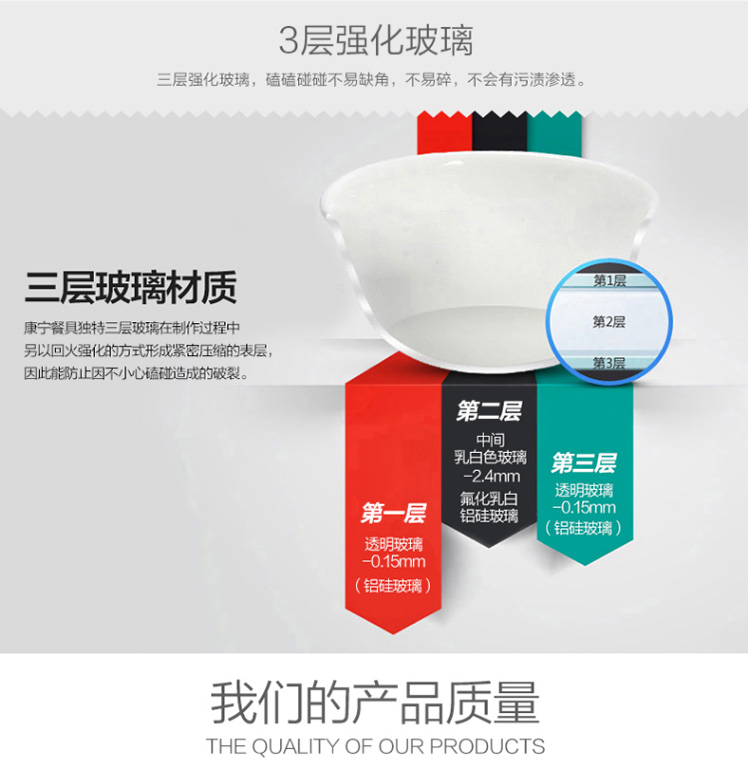 3层强化玻璃
三层强化玻璃，磕磕碰碰不易缺角，不易碎，不会有污渍渗透。
三层玻璃材质
康宁餐具独特三层玻璃在制作过程中
另以回火强化的方式形成紧密压缩的表层，
因此能防止因不小心磕碰造成的破裂。
第1层
第2层
第3层
第一层
透明玻璃
-0.15mm
（铝硅玻璃）
第二层
中间
乳白色玻璃
-2.4mm
氟化乳白
铝硅玻璃
第三层
透明玻璃
-0.15mm
（铝硅玻璃）
我们的产品质量
THE QUALITY OF OUR PRODUCTS